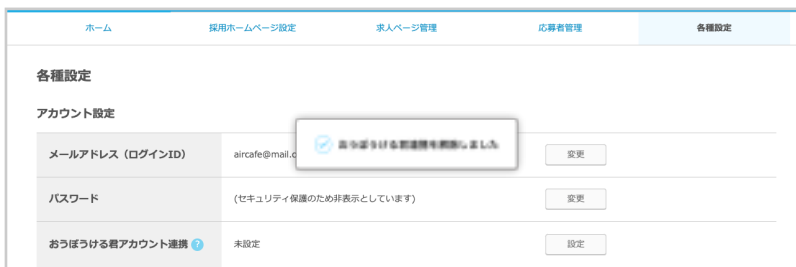 ホーム
採用ホームページ設定
求人ページ管理
応募者管理
各種設定
各種設定
アカウント設定
メールアドレス（ログインID）
aircafe@mail.c
変更
パスワード
(セキュリティ保護のため非表示としています)
変更
おうぼうける君アカウント連携 ?
未設定
設定